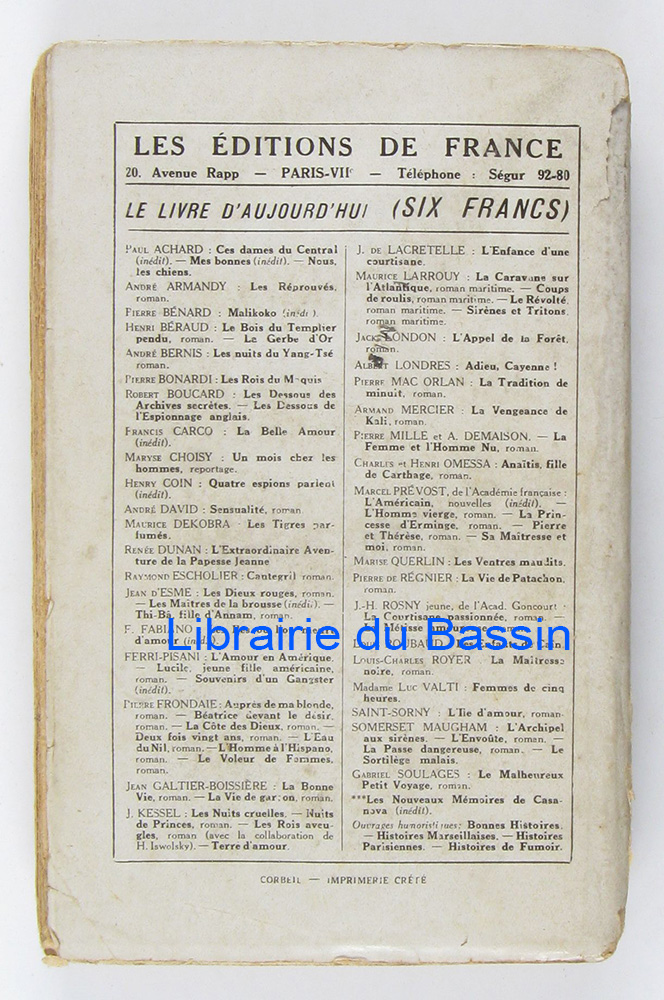 LES ÉDITIONS DE FRANCE
20. Avenue Rapp — PARIS-VIIᵉ — Téléphone : Ségur 92-80
LE LIVRE D'AUJOURD'HUI (SIX FRANCS)
PAUL ACHARD : Ces dames du Central
(inédit). — Mes bonnes (inédit). — Nous,
les chiens.
ANDRÉ ARMANDY : Les Réprouvés,
roman.
PIERRE BÉNARD : Malikoko (inédit).
HENRI BÉRAUD : Le Bois du Templier
pendu, roman. — La Gerbe d'Or
ANDRÉ BERNIS : Les nuits du Yang-Tsé
roman.
PIERRE BONARDI : Les Rois du Maquis
ROBERT BOUCARD : Les Dessous des
Archives secrètes. — Les Dessous de
l'Espionnage anglais.
FRANCIS CARCO : La Belle Amour
(inédit).
MARYSE CHOISY : Un mois chez les
hommes, reportage.
HENRY COIN : Quatre espions parlent
(inédit).
ANDRÉ DAVID : Sensualité, roman
MAURICE DEKOBRA : Les Tigres par-
fumés.
RENÉE DUNAN : L'Extraordinaire Aven-
ture de la Papesse Jeanne
RAYMOND ESCHOLIER : Cantegril roman.
JEAN D'ESME : Les Dieux rouges, roman.
— Les Maîtres de la brousse (inédit). —
Thi-Bâ, fille d'Annam, roman.
F. FABIANO
d'amour (inédit).
FERRI-PISANI : L'Amour en Amérique.
— Lucile, jeune fille américaine,
roman. — Souvenirs d'un Gangster
(inédit).
PIERRE FRONDAIE : Auprès de ma blonde,
roman. — Béatrice devant le désir,
roman. — La Côte des Dieux, roman. —
Deux fois vingt ans, roman. — L'Eau
du Nil, roman. — L'Homme à l'Hispano,
roman. — Le Voleur de Femmes,
roman.
JEAN GALTIER-BOISSIÈRE : La Bonne
Vie, roman. — La Vie de garçon, roman.
J. KESSEL : Les Nuits cruelles. — Nuits
de Princes, roman. — Les Rois aveu-
gles, roman (avec la collaboration de
H. Iswolsky). — Terre d'amour.
J. DE LACRETELLE : L'Enfance d'une
courtisane.
MAURICE LARROUY : La Caravane sur
l'Atlantique, roman maritime. — Coups
de roulis, roman maritime. — Le Révolté,
roman maritime. — Sirènes et Tritons,
roman maritime.
JACK LONDON : L'Appel de la Forêt,
roman.
ALBERT LONDRES : Adieu, Cayenne !
PIERRE MAC ORLAN : La Tradition de
minuit, roman.
ARMAND MERCIER : La Vengeance de
Kali, roman.
PIERRE MILLE et A. DEMAISON. — La
Femme et l'Homme Nu, roman.
CHARLES et HENRI OMESSA : Anaïtis, fille
de Carthage, roman.
MARCEL PRÉVOST, de l'Académie française :
L'Américain, nouvelles (inédit). —
L'Homme vierge, roman. — La Prin-
cesse d'Erminge, roman. — Pierre
et Thérèse, roman. — Sa Maîtresse et
moi, roman.
MARISE QUERLIN : Les Ventres maudits.
PIERRE DE RÉGNIER : La Vie de Patachon,
roman.
J.-H. ROSNY jeune, de l'Acad. Goncourt :
La Courtisane passionnée, roman. —
Librairie du Bassin
LOUIS-CHARLES ROYER : La Maîtresse
noire, roman.
Madame LUC VALTI : Femmes de cinq
heures.
SAINT-SORNY : L'Ile d'amour, roman.
SOMERSET MAUGHAM : L'Archipel
aux sirènes. — L'Envoûte, roman. —
La Passe dangereuse, roman. — Le
Sortilège malais.
GABRIEL SOULAGES : Le Malheureux
Petit Voyage, roman.
***Les Nouveaux Mémoires de Casa-
nova (inédit).
Ouvrages humoristiques; Bonnes Histoires.
— Histoires Marseillaises. — Histoires
Parisiennes. — Histoires de Fumoir.
CORBEIL — IMPRIMERIE CRÉTÉ